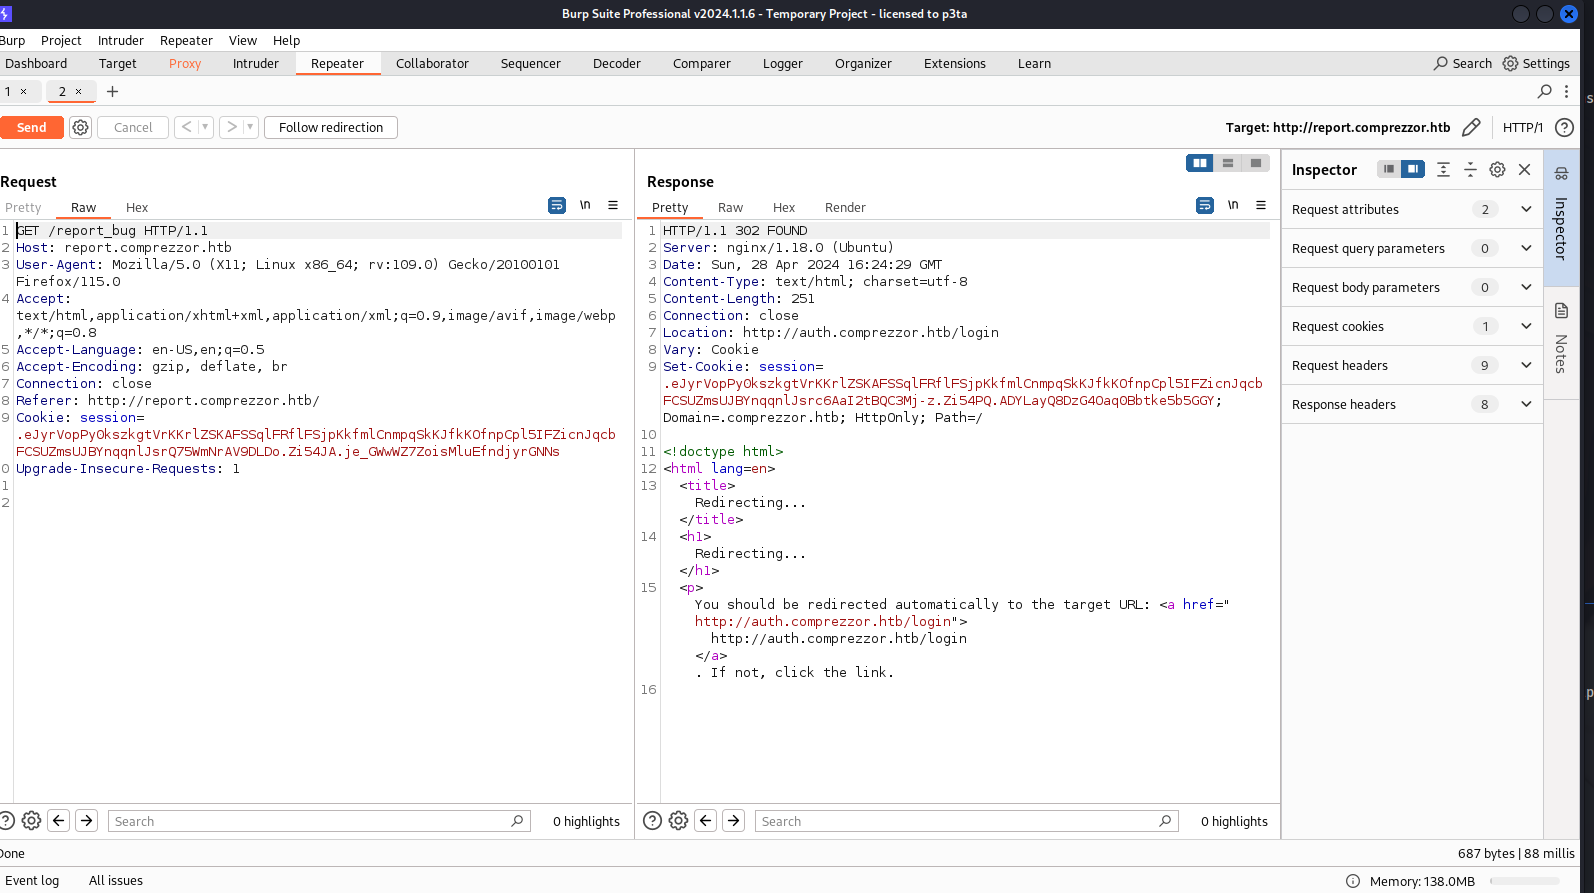 Burp Suite Professional v2024.1.1.6 - Temporary Project - licensed to p3ta
Burp Project Intruder Repeater View Help
Dashboard Target Proxy Intruder Repeater Collaborator Sequencer Decoder Comparer Logger Organizer Extensions Learn Search Settings
1 × 2 × +
Send Cancel < > Follow redirection Target: http://report.comprezzor.htb HTTP/1 ?
Request
Pretty Raw Hex \n
1 GET /report_bug HTTP/1.1
2 Host: report.comprezzor.htb
3 User-Agent: Mozilla/5.0 (X11; Linux x86_64; rv:109.0) Gecko/20100101
Firefox/115.0
4 Accept:
text/html,application/xhtml+xml,application/xml;q=0.9,image/avif,image/webp
,*/*;q=0.8
5 Accept-Language: en-US,en;q=0.5
6 Accept-Encoding: gzip, deflate, br
7 Connection: close
8 Referer: http://report.comprezzor.htb/
9 Cookie: session=
.eJyrVopPy0kszkgtVrKKrlZSKAFSSqlFRflFSjpKkfmlCnmpqSkKJfkKOfnpCpl5IFZicnJqcb
FCSUZmsUJBYnqqnlJsrQ75WmNrAV9DLDo.Zi54JA.je_GWwWZ7ZoisMluEfndjyrGNNs
0 Upgrade-Insecure-Requests: 1
1
2
Response
Pretty Raw Hex Render \n
1 HTTP/1.1 302 FOUND
2 Server: nginx/1.18.0 (Ubuntu)
3 Date: Sun, 28 Apr 2024 16:24:29 GMT
4 Content-Type: text/html; charset=utf-8
5 Content-Length: 251
6 Connection: close
7 Location: http://auth.comprezzor.htb/login
8 Vary: Cookie
9 Set-Cookie: session=
.eJyrVopPy0kszkgtVrKKrlZSKAFSSqlFRflFSjpKkfmlCnmpqSkKJfkKOfnpCpl5IFZicnJqcb
FCSUZmsUJBYnqqnlJsrc6AaI2tBQC3Mj-z.Zi54PQ.ADYLayQ8DzG4Oaq0Bbtke5b5GGY;
Domain=.comprezzor.htb; HttpOnly; Path=/
10
11 <!doctype html>
12 <html lang=en>
13 <title>
Redirecting...
</title>
14 <h1>
Redirecting...
</h1>
15 <p>
You should be redirected automatically to the target URL: <a href="
http://auth.comprezzor.htb/login">
http://auth.comprezzor.htb/login
</a>
. If not, click the link.
16
Inspector
Request attributes 2
Request query parameters 0
Request body parameters 0
Request cookies 1
Request headers 9
Response headers 8
Inspector
Notes
? Search 0 highlights
? Search 0 highlights
Done 687 bytes | 88 millis
Event log All issues Memory: 138.0MB